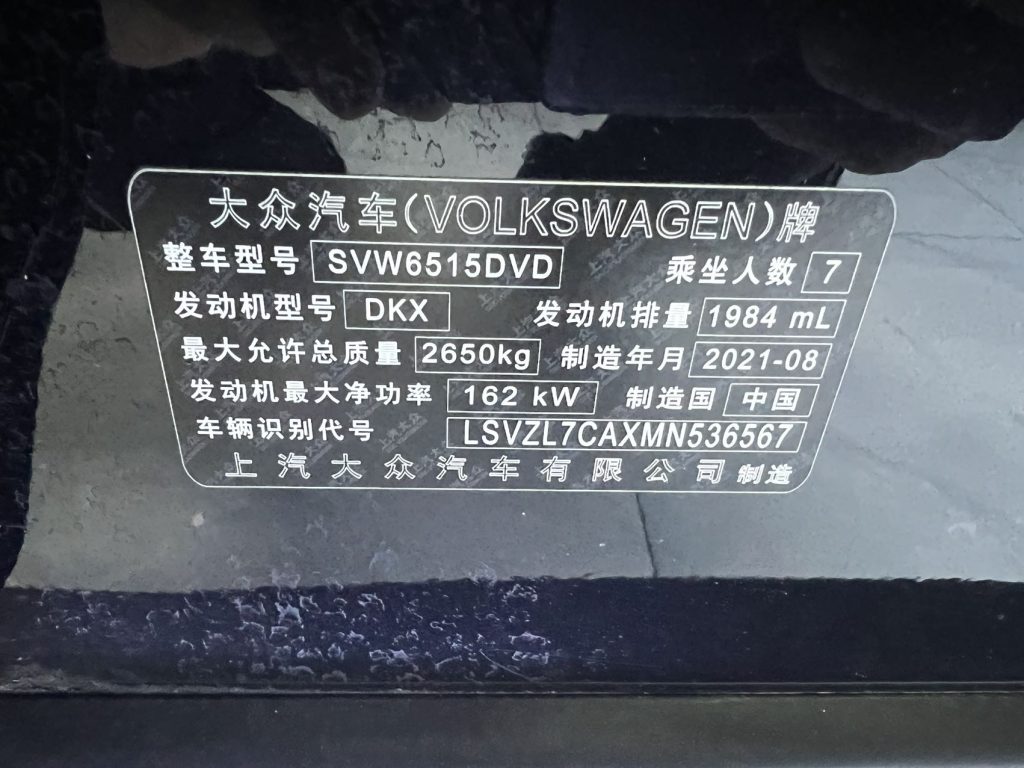 大众汽车(VOLKSWAGEN)牌
整车型号 SVW6515DVD 乘坐人数 7
发动机型号 DKX 发动机排量 1984 mL
最大允许总质量 2650kg 制造年月 2021-08
发动机最大净功率 162 kW 制造国 中国
车辆识别代号 LSVZL7CAXMN536567
上汽大众汽车有限公司 制造